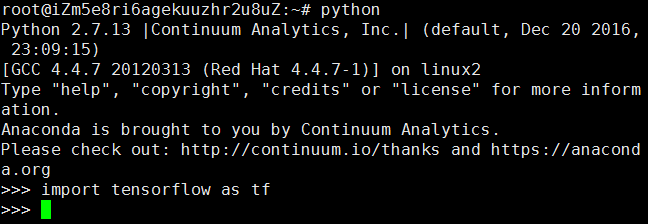 root@iZm5e8ri6agekuuzhr2u8uZ:~# python
Python 2.7.13 |Continuum Analytics, Inc.| (default, Dec 20 2016,
 23:09:15)
[GCC 4.4.7 20120313 (Red Hat 4.4.7-1)] on linux2
Type "help", "copyright", "credits" or "license" for more inform
ation.
Anaconda is brought to you by Continuum Analytics.
Please check out: http://continuum.io/thanks and https://anacond
a.org
>>> import tensorflow as tf
>>>